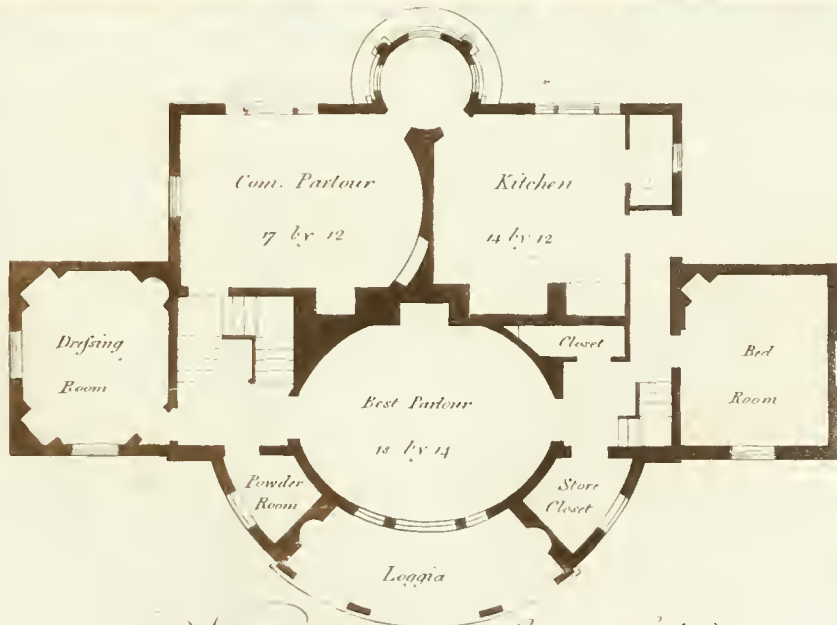 Com. Parlour
17 by 12
Kitchen
14 by 12
Dreſsing
Room
Closet
Bed
Room
Best Parlour
18 by 14
Powder
Room
Store
Closet
Loggia